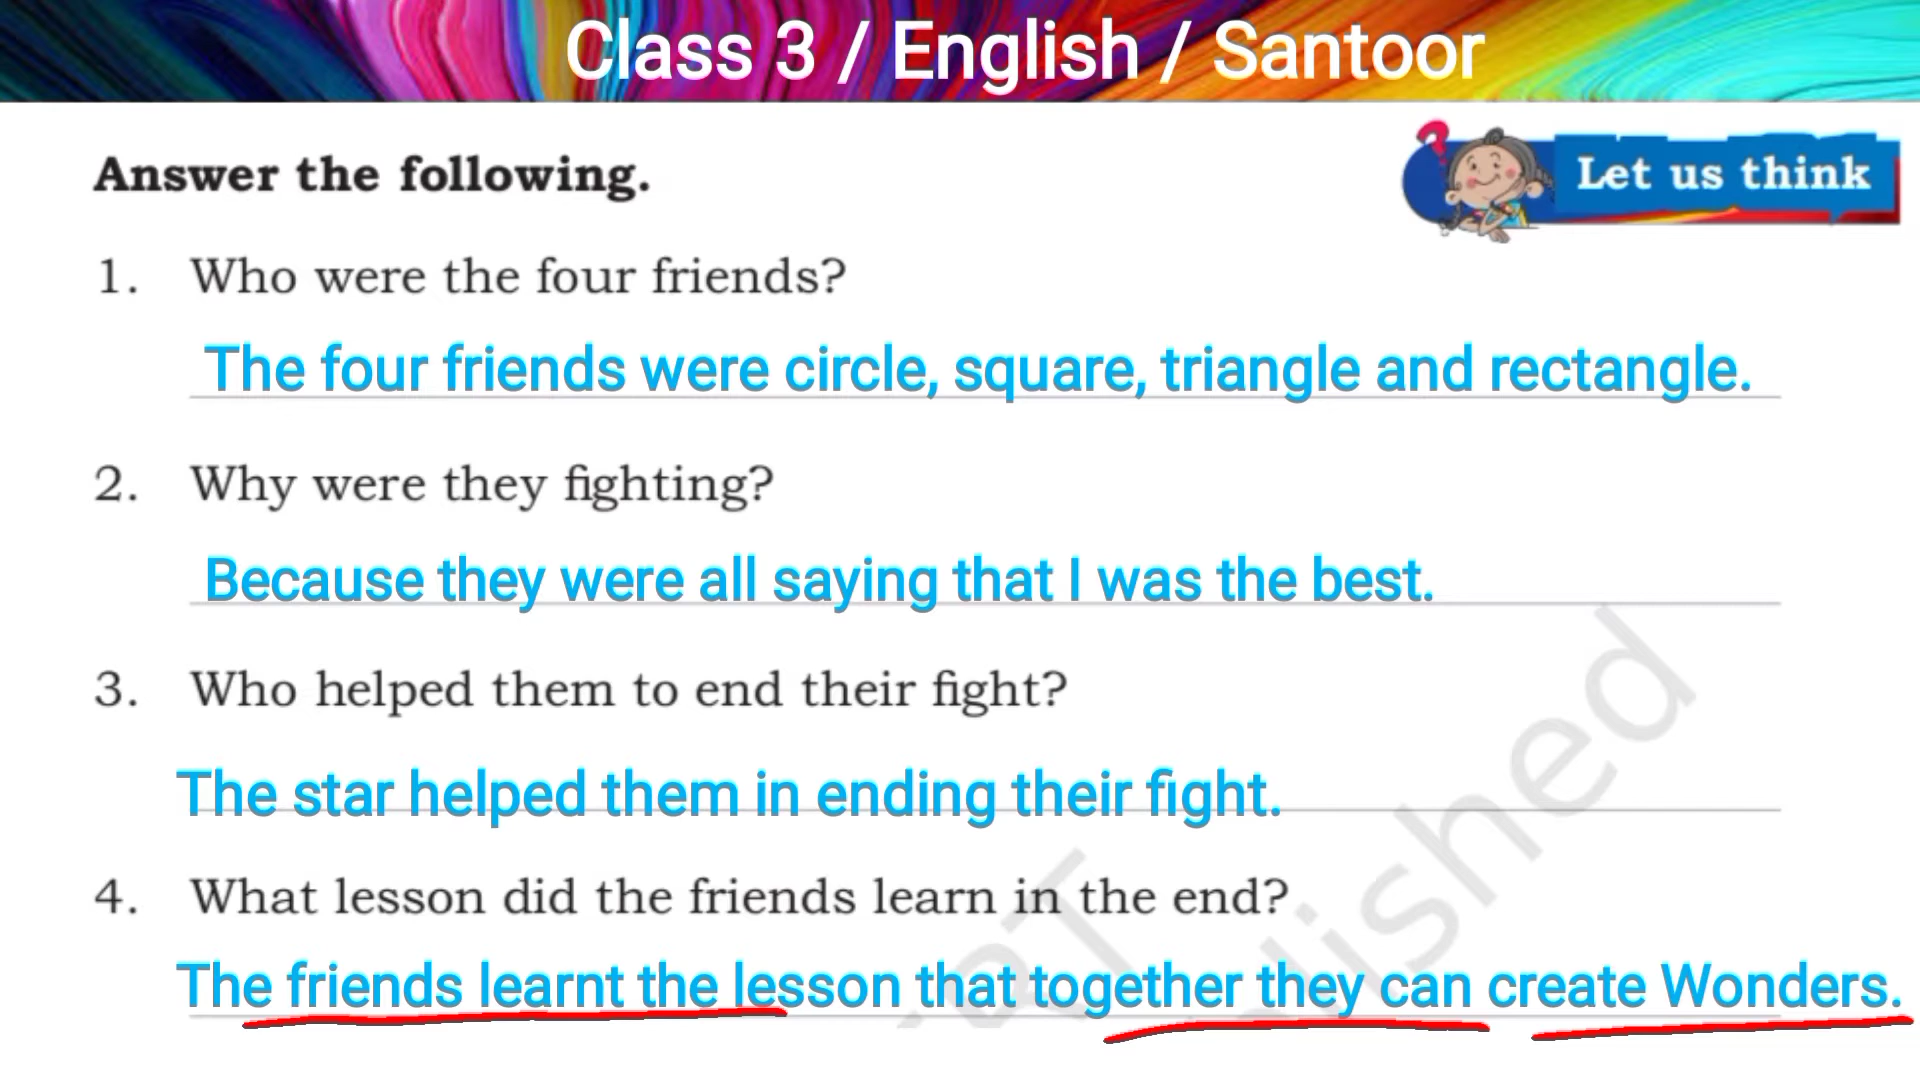 Class 3 / English / Santoor
Answer the following.
Let us think
1. Who were the four friends?
The four friends were circle, square, triangle and rectangle.
2. Why were they fighting?
Because they were all saying that I was the best.
3. Who helped them to end their fight?
The star helped them in ending their fight.
4. What lesson did the friends learn in the end?
The friends learnt the lesson that together they can create Wonders.